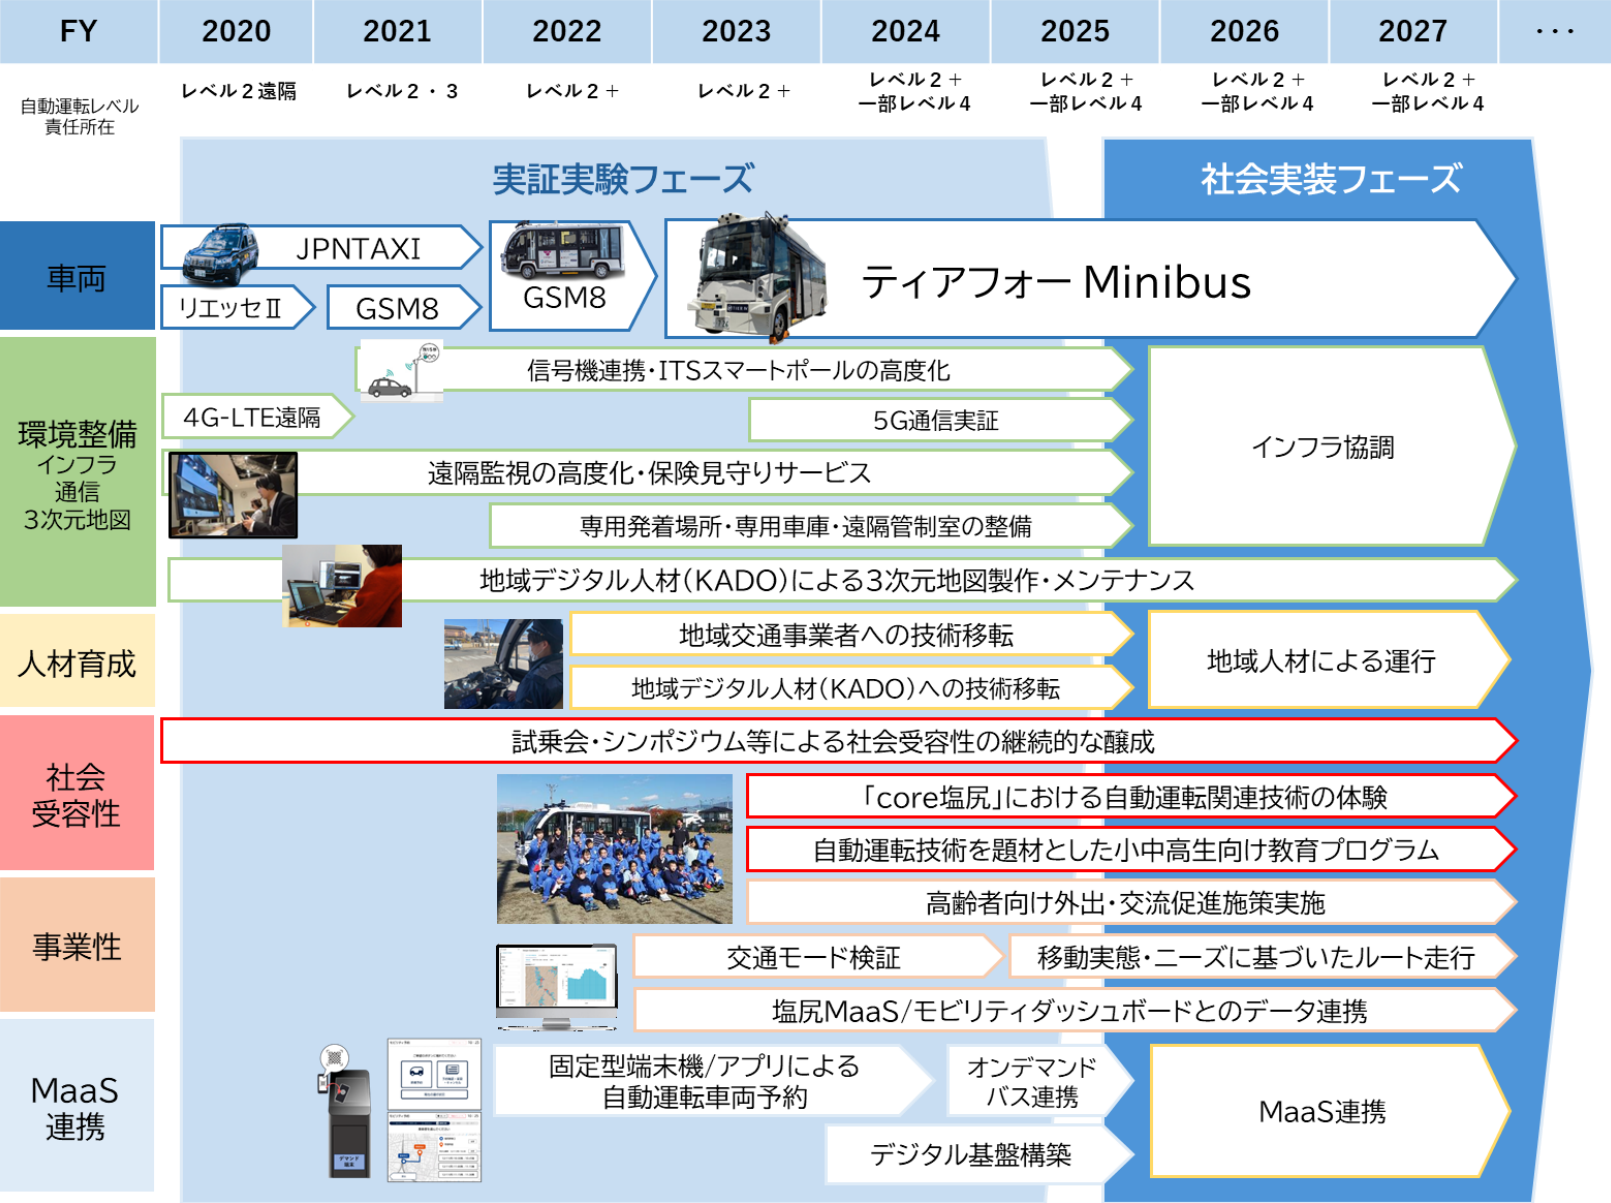 FY 2020 2021 2022 2023 2024 2025 2026 2027 ・・・
自動運転レベル
責任所在
レベル２遠隔
レベル２・３
レベル２＋
レベル２＋
レベル２＋
一部レベル４
レベル２＋
一部レベル４
レベル２＋
一部レベル４
レベル２＋
一部レベル４
実証実験フェーズ
社会実装フェーズ
車両
JPNTAXI
リエッセⅡ
GSM8
GSM8
ティアフォー Minibus
環境整備
インフラ
通信
３次元地図
信号機連携・ITSスマートポールの高度化
４G-LTE遠隔
５G通信実証
遠隔監視の高度化・保険見守りサービス
専用発着場所・専用車庫・遠隔管制室の整備
インフラ協調
地域デジタル人材（KADO）による３次元地図製作・メンテナンス
人材育成
地域交通事業者への技術移転
地域デジタル人材（KADO）への技術移転
地域人材による運行
社会
受容性
試乗会・シンポジウム等による社会受容性の継続的な醸成
「core塩尻」における自動運転関連技術の体験
自動運転技術を題材とした小中高生向け教育プログラム
事業性
高齢者向け外出・交流促進施策実施
交通モード検証
移動実態・ニーズに基づいたルート走行
塩尻MaaS/モビリティダッシュボードとのデータ連携
MaaS
連携
固定型端末機/アプリによる
自動運転車両予約
オンデマンド
バス連携
デジタル基盤構築
MaaS連携
デマンド